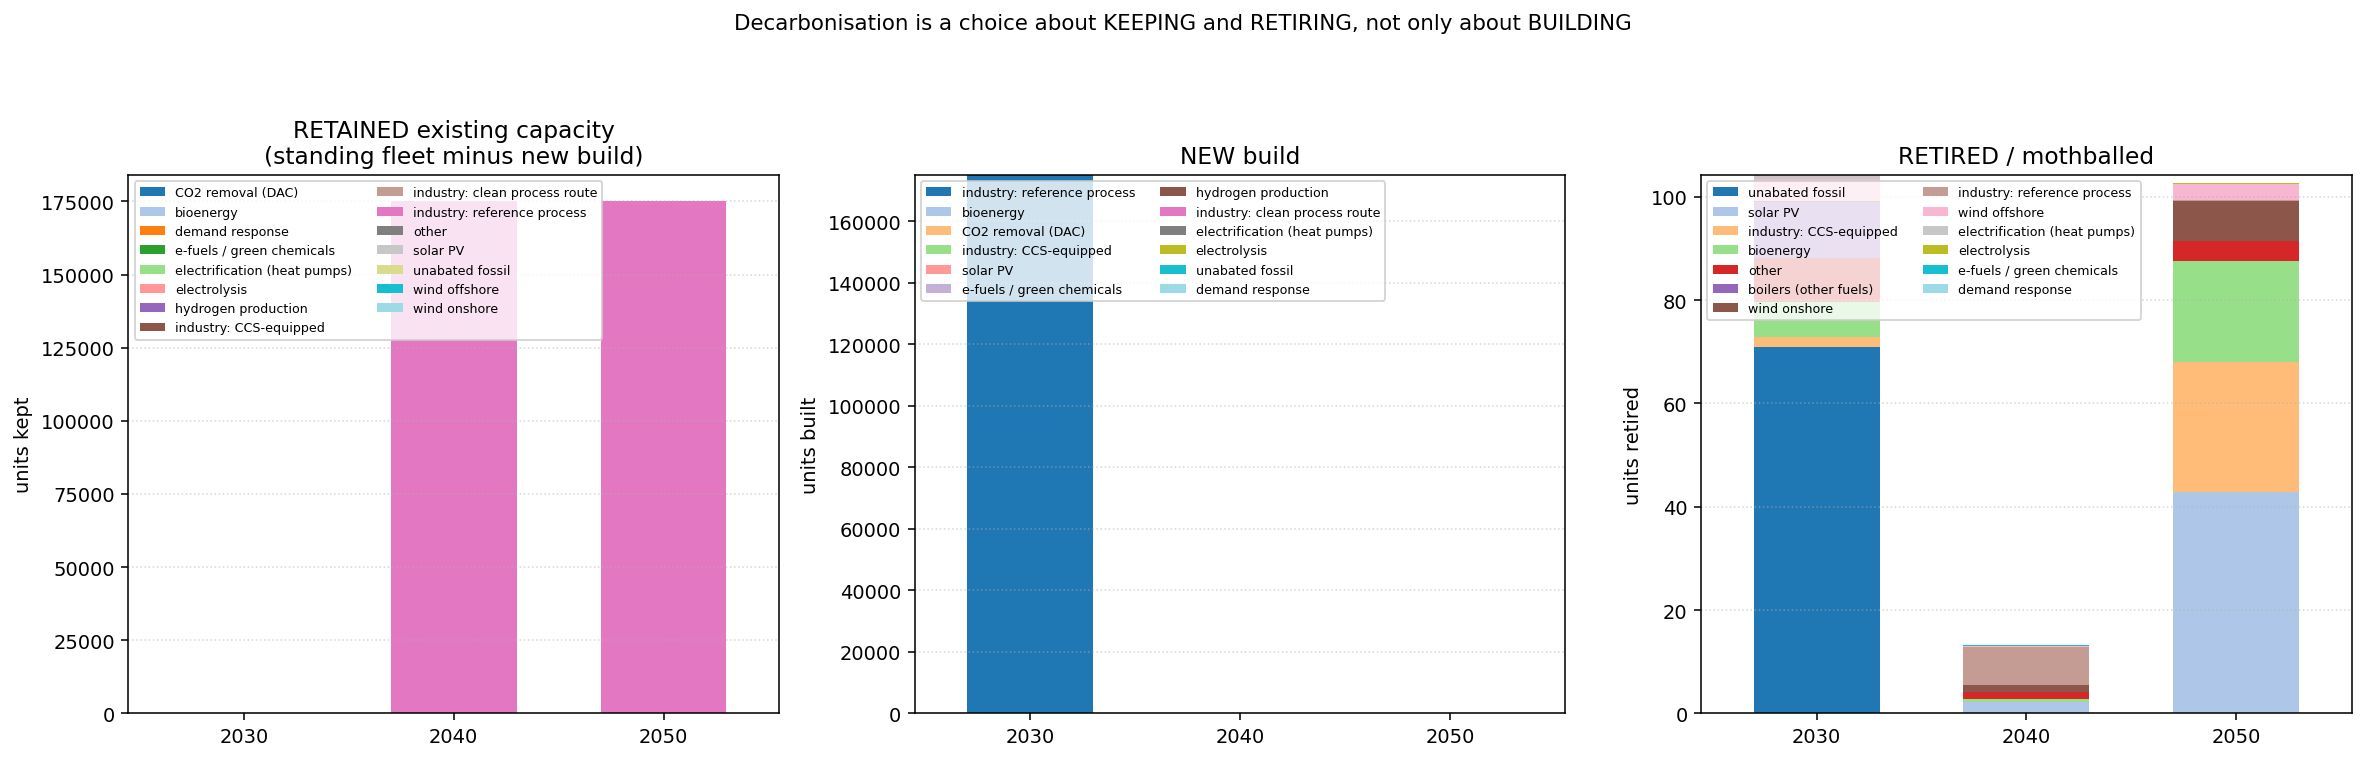 Decarbonisation is a choice about KEEPING and RETIRING, not only about BUILDING
RETAINED existing capacity
(standing fleet minus new build)
units kept
175000
150000
125000
100000
75000
50000
25000
0
2030
2040
2050
CO2 removal (DAC)
bioenergy
demand response
e-fuels / green chemicals
electrification (heat pumps)
electrolysis
hydrogen production
industry: CCS-equipped
industry: clean process route
industry: reference process
other
solar PV
unabated fossil
wind offshore
wind onshore
NEW build
units built
160000
140000
120000
100000
80000
60000
40000
20000
0
2030
2040
2050
industry: reference process
bioenergy
CO2 removal (DAC)
industry: CCS-equipped
solar PV
e-fuels / green chemicals
hydrogen production
industry: clean process route
other
electrolysis
unabated fossil
demand response
RETIRED / mothballed
units retired
100
80
60
40
20
0
2030
2040
2050
unabated fossil
solar PV
industry: CCS-equipped
bioenergy
other
boilers (other fuels)
wind onshore
industry: reference process
wind offshore
electrification (heat pumps)
electrolysis
e-fuels / green chemicals
demand response